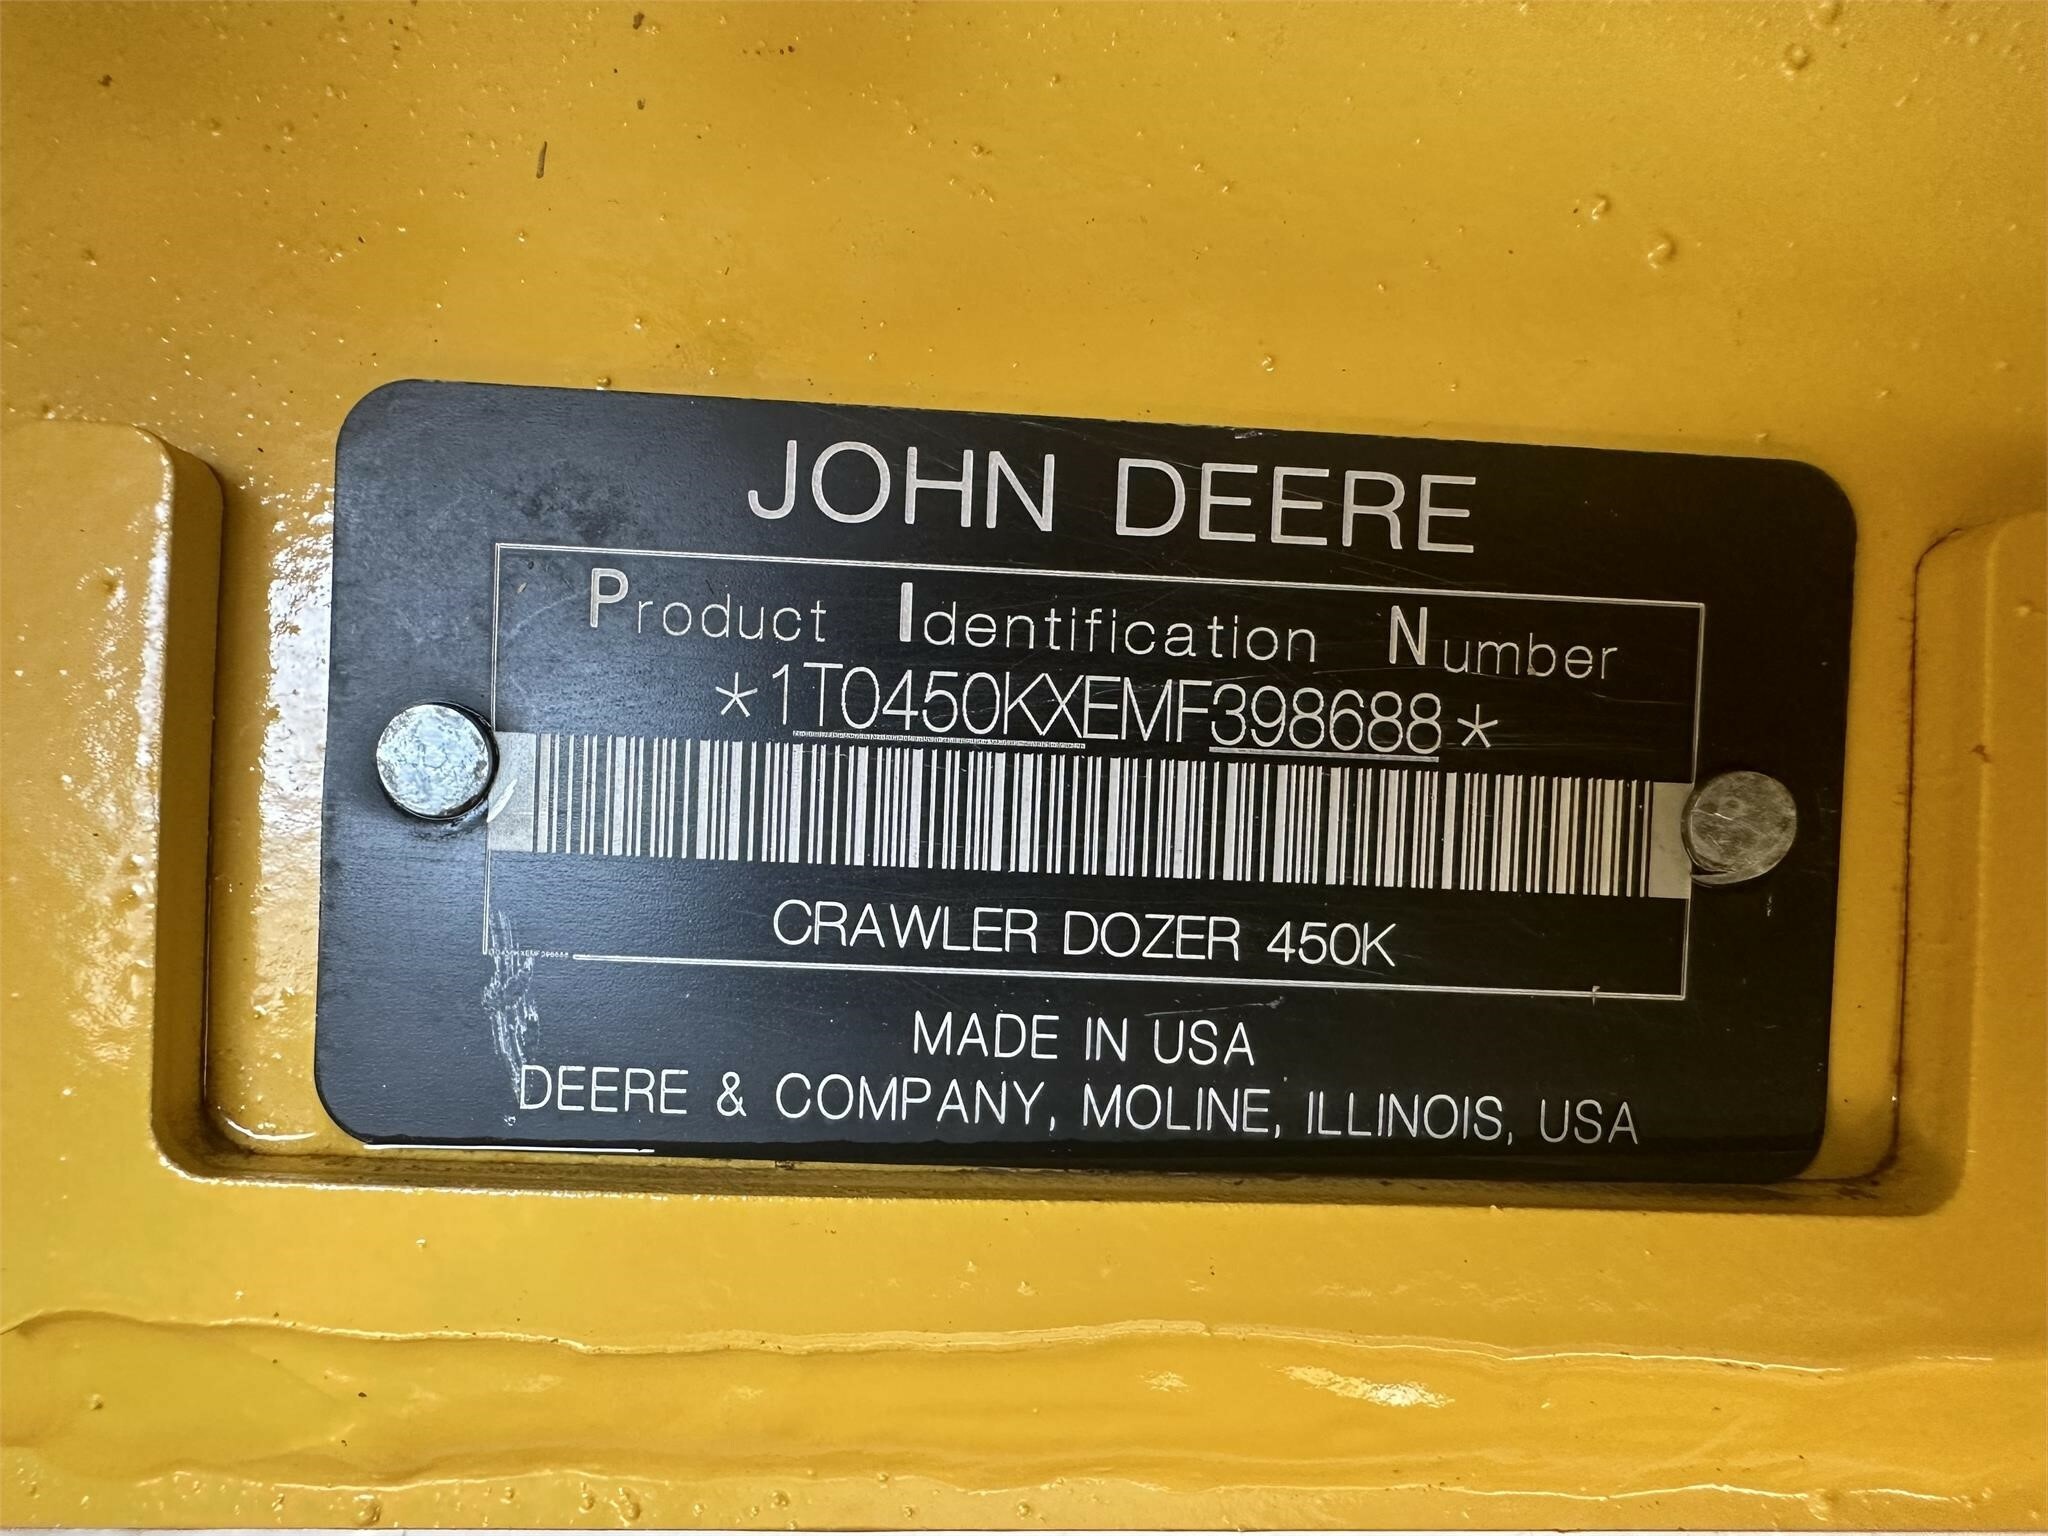 JOHN DEERE
Product Identification Number
*1T0450KXEMF398688*
CRAWLER DOZER 450K
MADE IN USA
DEERE & COMPANY, MOLINE, ILLINOIS, USA